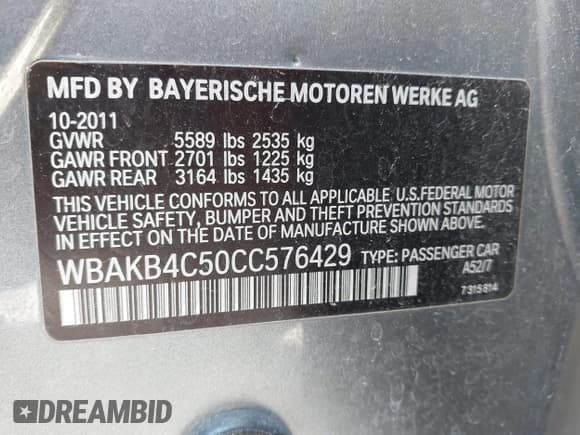 MFD BY BAYERISCHE MOTOREN WERKE AG
10-2011
GVWR 5589 lbs 2535 kg
GAWR FRONT 2701 lbs 1225 kg
GAWR REAR 3164 lbs 1435 kg
THIS VEHICLE CONFORMS TO ALL APPLICABLE U.S.FEDERAL MOTOR
VEHICLE SAFETY, BUMPER AND THEFT PREVENTION STANDARDS
IN EFFECT ON THE DATE OF MANUFACTURE SHOWN ABOVE.
WBAKB4C50CC576429 TYPE: PASSENGER CAR
A52/7
7315814
DREAMBID